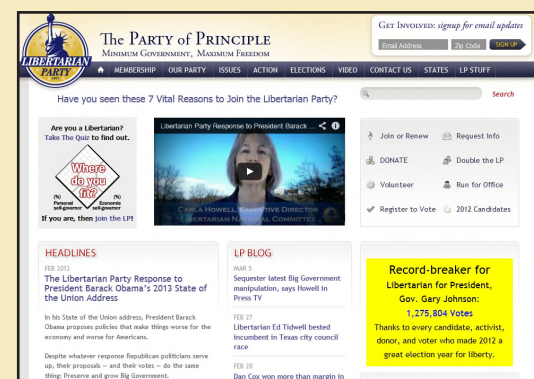 LIBERTARIAN
PARTY
The PARTY OF PRINCIPLE
MINIMUM GOVERNMENT, MAXIMUM FREEDOM
GET INVOLVED: signup for email updates
Email Address
Zip Code
SIGN UP
MEMBERSHIP OUR PARTY ISSUES ACTION ELECTIONS VIDEO CONTACT US STATES LP STUFF
Have you seen these 7 Vital Reasons to Join the Libertarian Party?
Search
Are you a Libertarian?
Take The Quiz to find out.
Where
do you
fit?
(%)
Personal
self-governor
(%)
Economic
self-governor
If you are, then join the LP!
Libertarian Party Response to President Barack ...
CARLA HOWELL, EXECUTIVE DIRECTOR
LIBERTARIAN NATIONAL COMMITTEE
Join or Renew
Request Info
DONATE
Double the LP
Volunteer
Run for Office
Register to Vote
2012 Candidates
HEADLINES
FEB 2013
The Libertarian Party Response to
President Barack Obama's 2013 State of
the Union Address
In his State of the Union address, President Barack
Obama proposes policies that make things worse for the
economy and worse for Americans.
Despite whatever response Republican politicians serve
up, their proposals — and their votes — do the same
thing: Preserve and grow Big Government.
LP BLOG
MAR 5
Sequester latest Big Government
manipulation, says Howell in
Press TV
FEB 27
Libertarian Ed Tidwell bested
incumbent in Texas city council
race
FEB 20
Dan Cox won more than margin in
Record-breaker for
Libertarian for President,
Gov. Gary Johnson:
1,275,804 Votes
Thanks to every candidate, activist,
donor, and voter who made 2012 a
great election year for liberty.